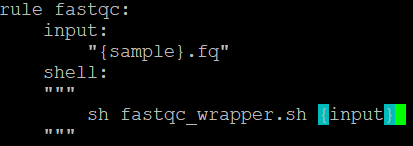 rule fastqc:
    input:
        "{sample}.fq"
    shell:
    """
        sh fastqc_wrapper.sh {input}
    """